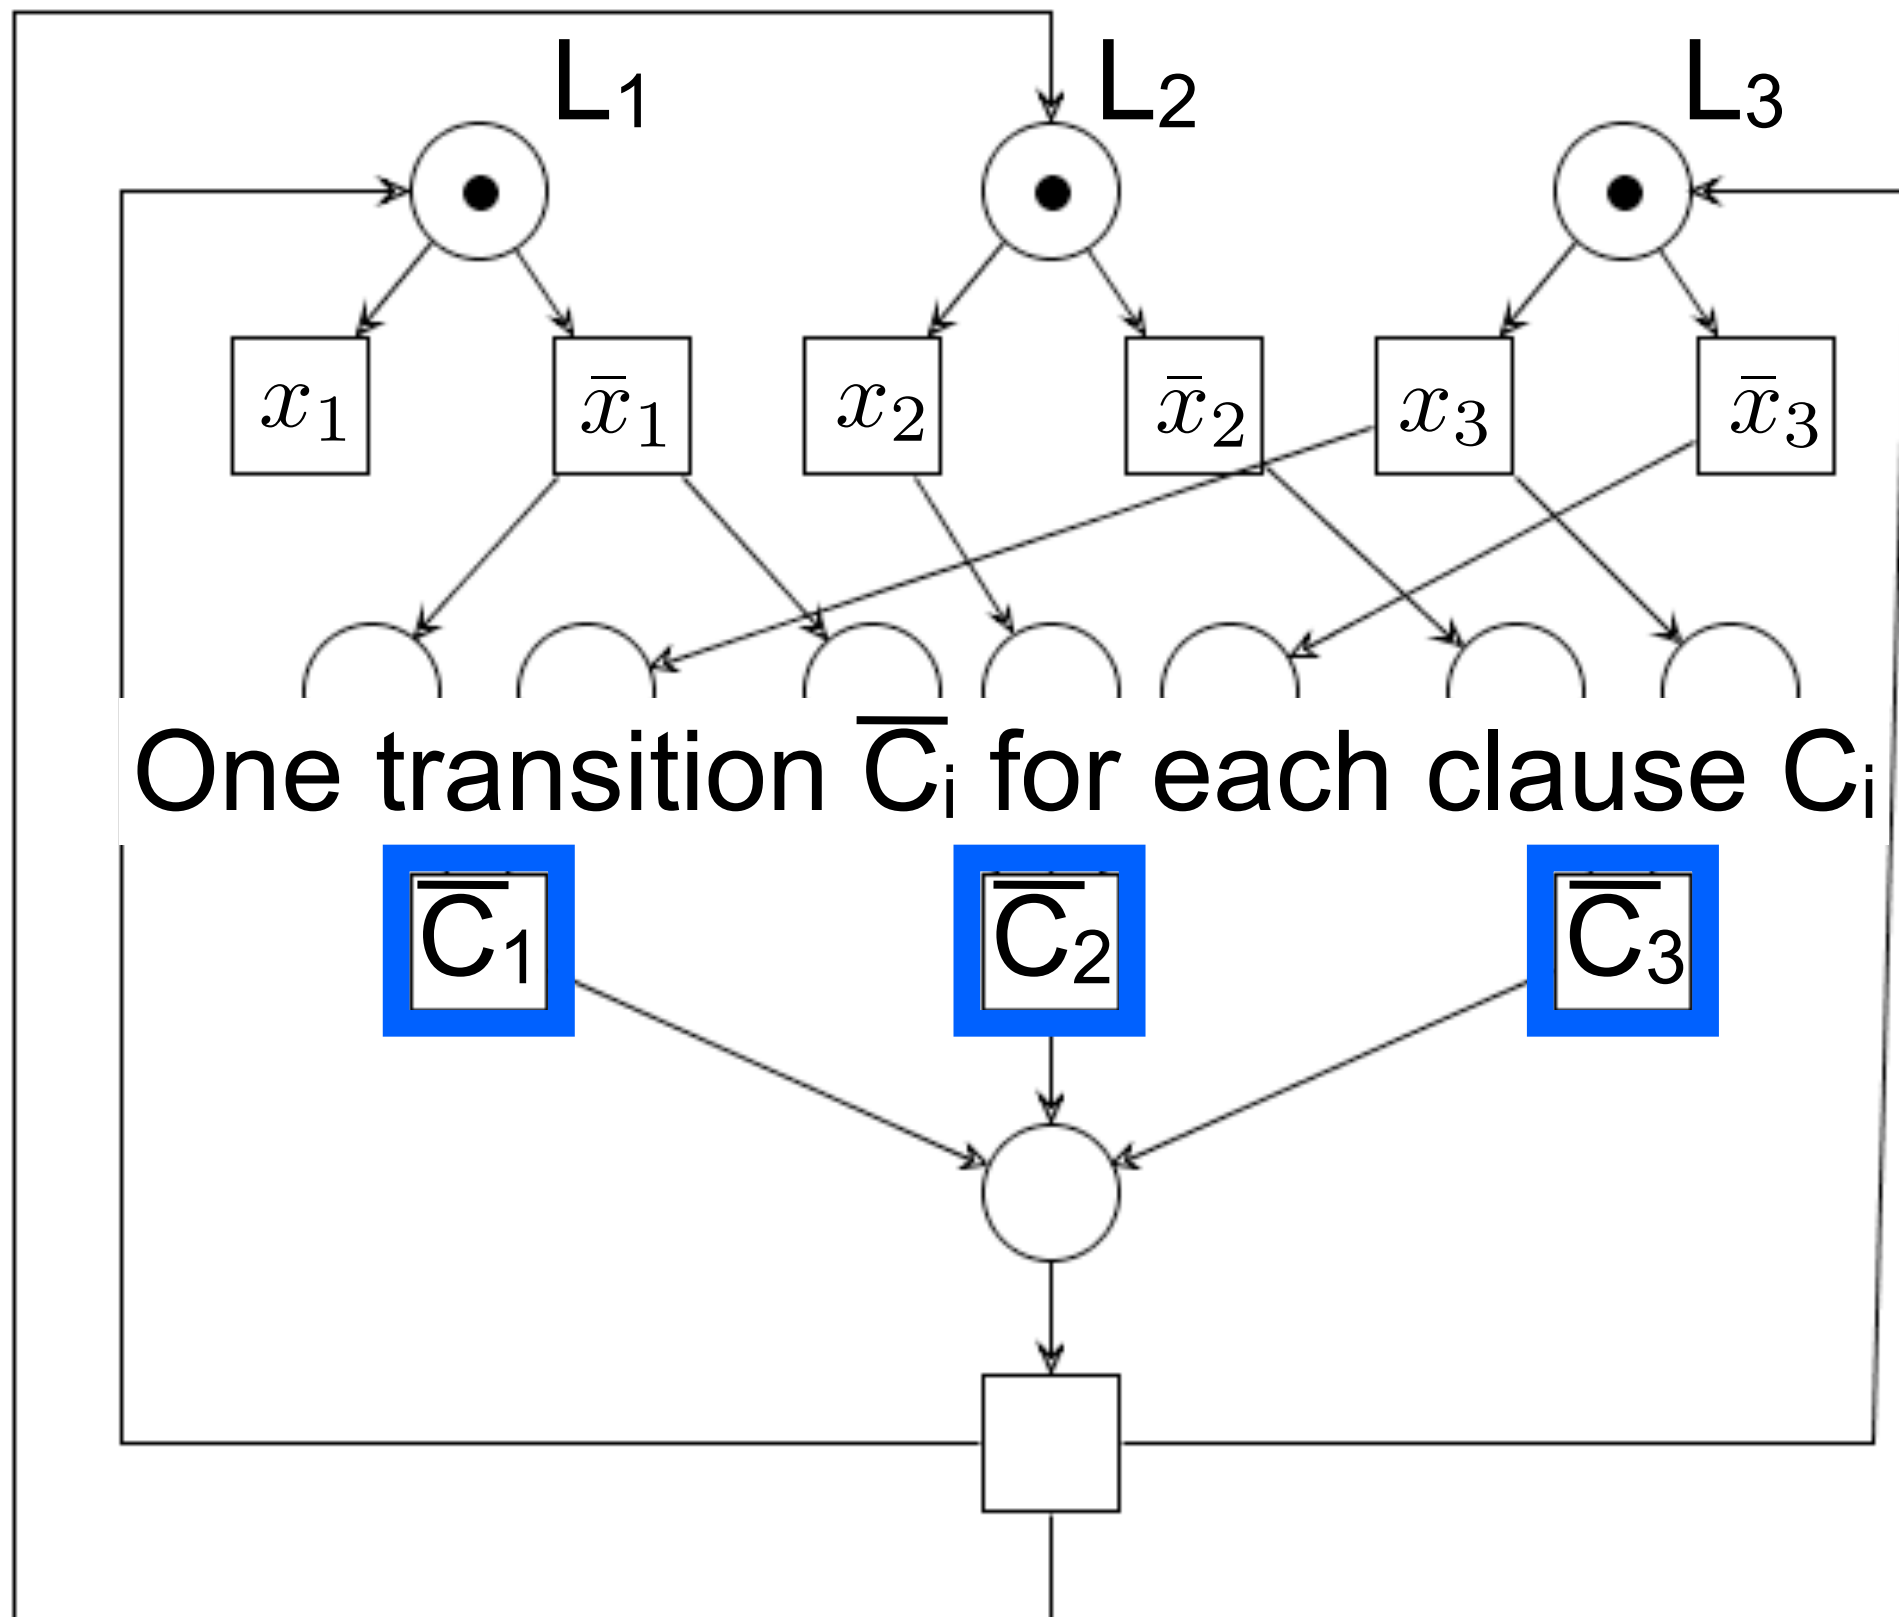 L₁ L₂ L₃
x₁ x̄₁ x₂ x̄₂ x₃ x̄₃
One transition C̅ᵢ for each clause Cᵢ
C̅₁ C̅₂ C̅₃